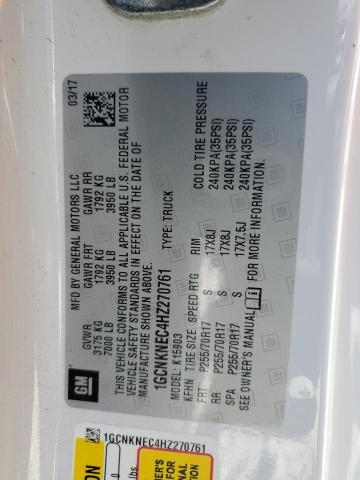 MFD BY GENERAL MOTORS LLC 03/17
GVWR GAWR FRT GAWR RR
3175 KG 1792 KG 1792 KG
7000 LB 3950 LB 3950 LB
THIS VEHICLE CONFORMS TO ALL APPLICABLE U.S. FEDERAL MOTOR
VEHICLE SAFETY STANDARDS IN EFFECT ON THE DATE OF
MANUFACTURE SHOWN ABOVE.
1GCNKNEC4HZ270761 TYPE: TRUCK
MODEL: K15903
KFHN TIRE SIZE SPEED RTG RIM COLD TIRE PRESSURE
FRT P255/70R17 S 17X8J 240KPA(35PSI)
RR P255/70R17 S 17X8J 240KPA(35PSI)
SPA P255/70R17 S 17X7.5J 240KPA(35PSI)
SEE OWNER'S MANUAL FOR MORE INFORMATION.
GM
1GCNKNEC4HZ270761